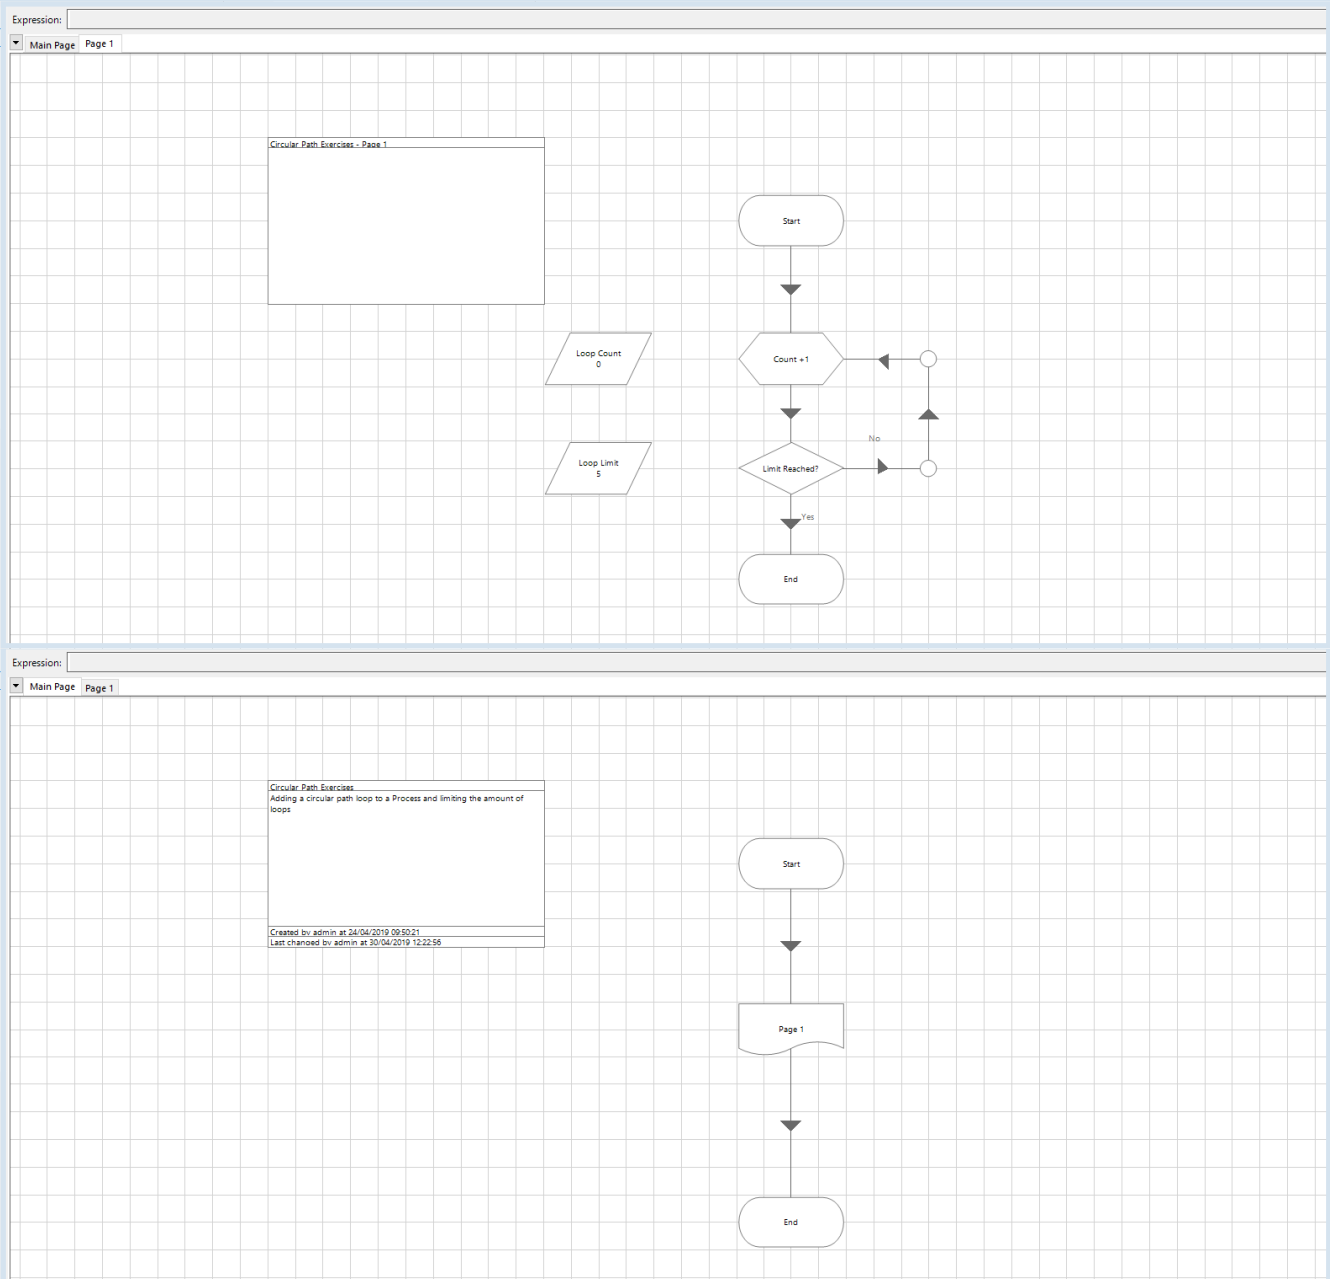 Expression:
Main Page
Page 1
Circular Path Exercises - Page 1
Start
Loop Count
0
Count +1
No
Loop Limit
5
Limit Reached?
Yes
End
Expression:
Main Page
Page 1
Circular Path Exercises
Adding a circular path loop to a Process and limiting the amount of
loops
Start
Created by admin at 24/04/2019 09:50:21
Last changed by admin at 30/04/2019 12:22:56
Page 1
End